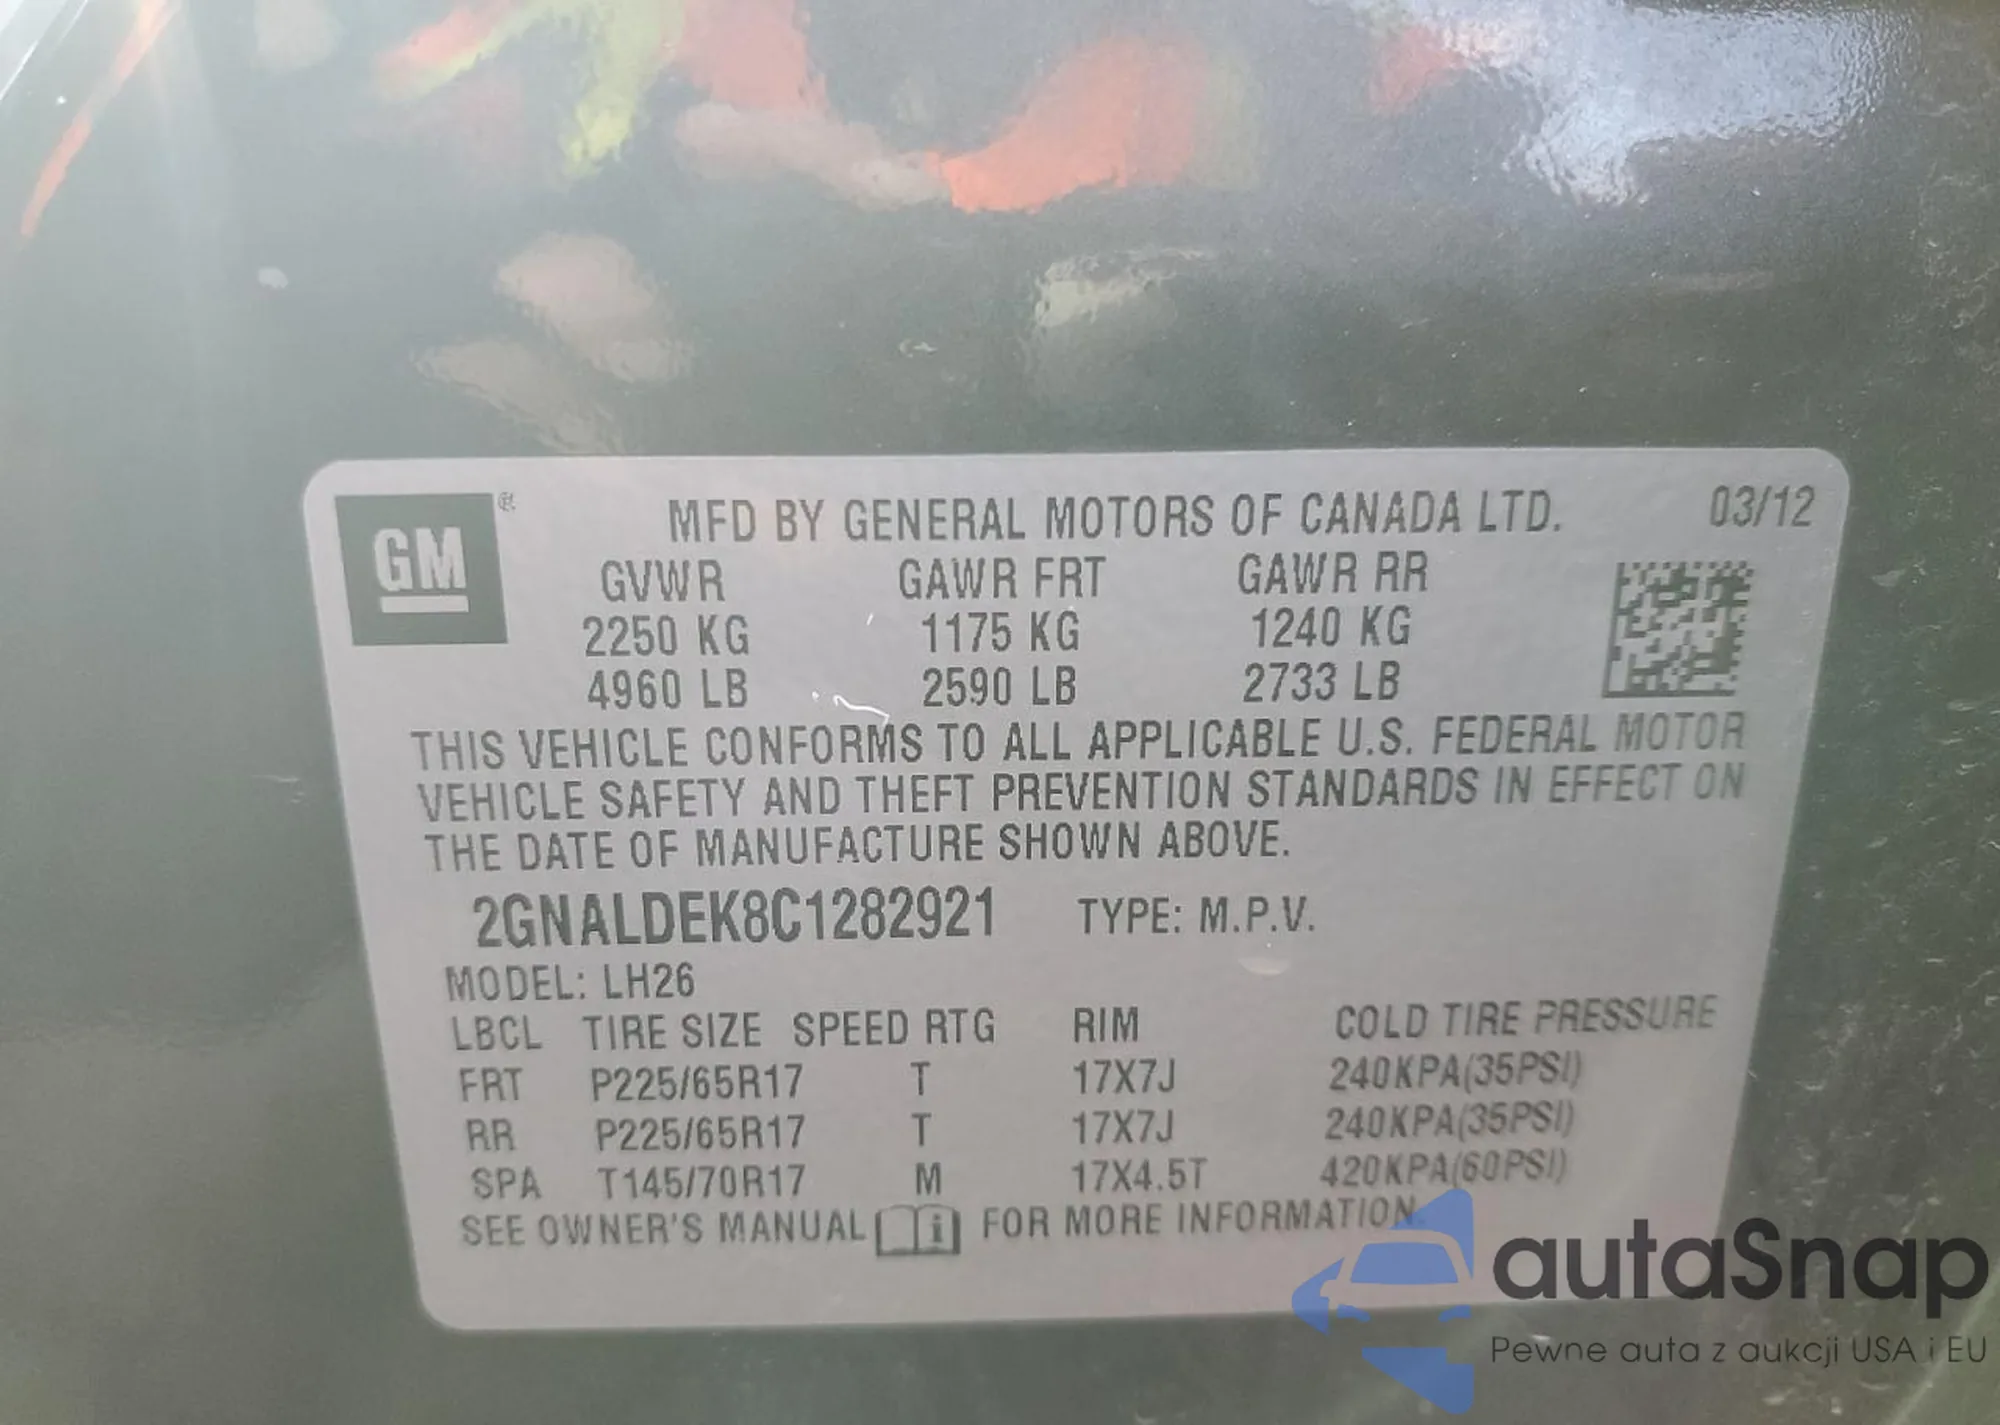 GM ®
MFD BY GENERAL MOTORS OF CANADA LTD. 03/12
GVWR GAWR FRT GAWR RR
2250 KG 1175 KG 1240 KG
4960 LB 2590 LB 2733 LB
THIS VEHICLE CONFORMS TO ALL APPLICABLE U.S. FEDERAL MOTOR
VEHICLE SAFETY AND THEFT PREVENTION STANDARDS IN EFFECT ON
THE DATE OF MANUFACTURE SHOWN ABOVE.
2GNALDEK8C1282921 TYPE: M.P.V.
MODEL: LH26
LBCL TIRE SIZE SPEED RTG RIM COLD TIRE PRESSURE
FRT P225/65R17 T 17X7J 240KPA(35PSI)
RR P225/65R17 T 17X7J 240KPA(35PSI)
SPA T145/70R17 M 17X4.5T 420KPA(60PSI)
SEE OWNER'S MANUAL i FOR MORE INFORMATION.
autaSnap
Pewne auta z aukcji USA i EU